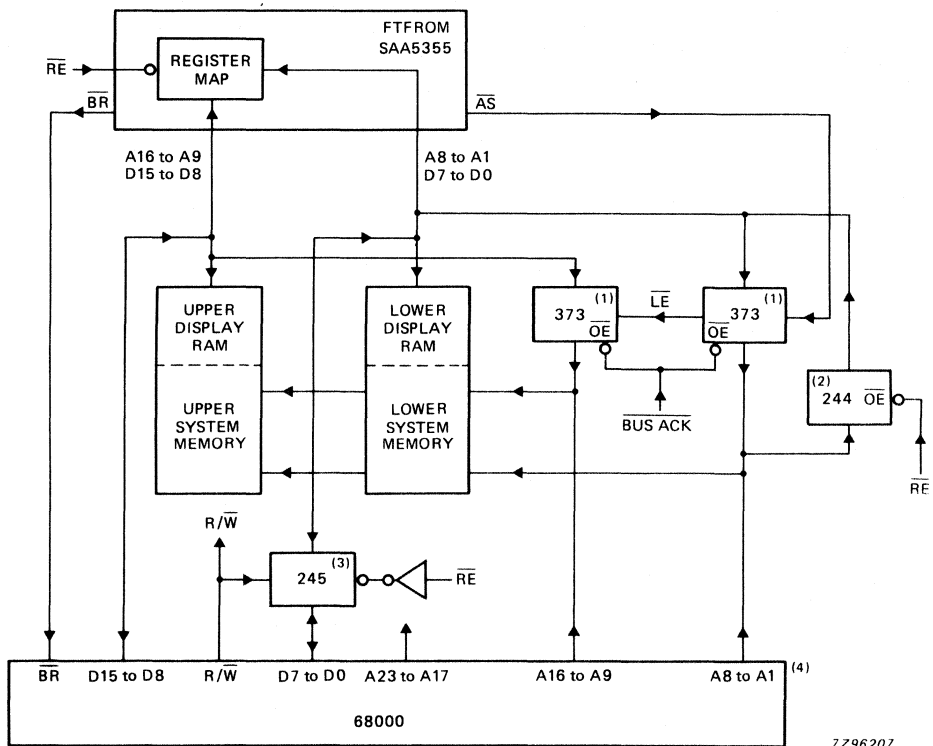 FTFROM
SAA5355
REGISTER
MAP
RE
BR
AS
A16 to A9
D15 to D8
A8 to A1
D7 to D0
UPPER
DISPLAY
RAM
UPPER
SYSTEM
MEMORY
LOWER
DISPLAY
RAM
LOWER
SYSTEM
MEMORY
(1)
373
OE
LE
(1)
373
OE
BUS ACK
(2)
244 OE
RE
R/W
(3)
245
RE
BR D15 to D8 R/W D7 to D0 A23 to A17 A16 to A9 A8 to A1 (4)
68000
7Z96207